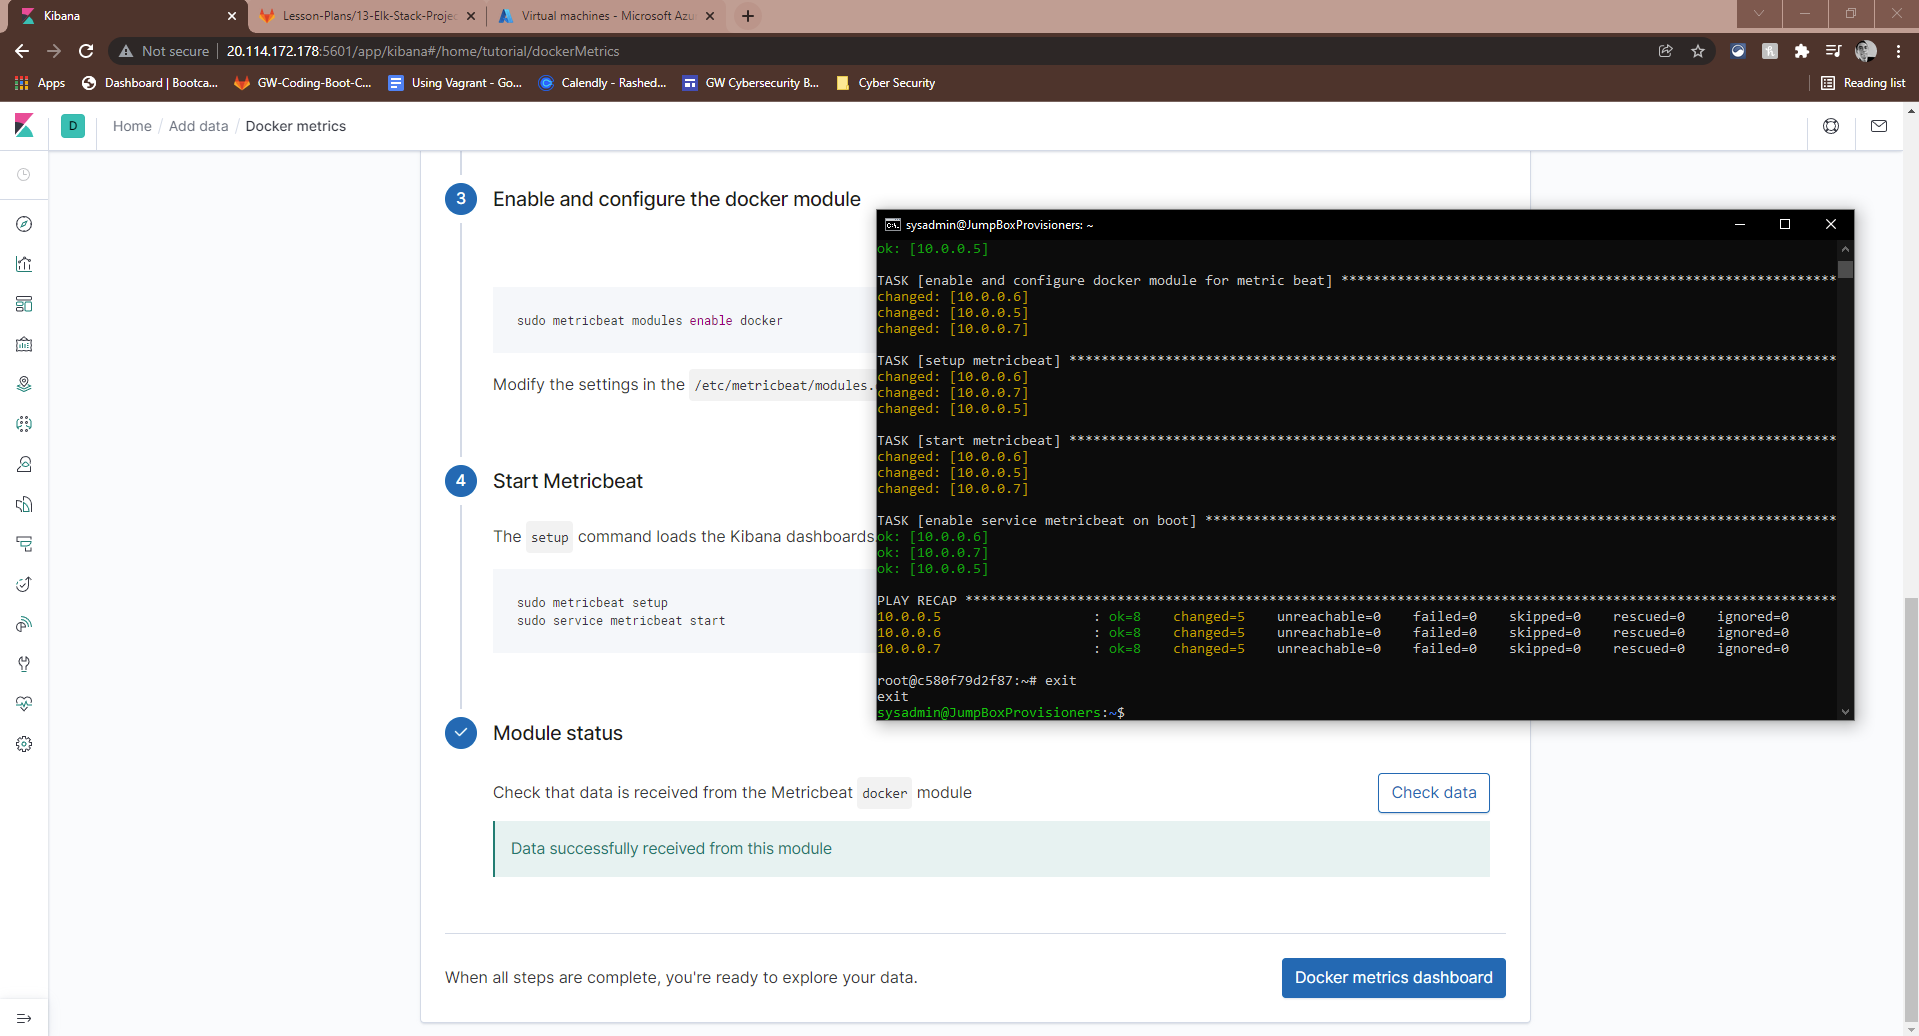 Kibana
Lesson-Plans/13-Elk-Stack-Projec
Virtual machines - Microsoft Azu
Not secure
20.114.172.178:5601/app/kibana#/home/tutorial/dockerMetrics
Apps
Dashboard | Bootca...
GW-Coding-Boot-C...
Using Vagrant - Go...
Calendly - Rashed...
GW Cybersecurity B...
Cyber Security
Reading list
D
Home / Add data / Docker metrics
3
Enable and configure the docker module
sudo metricbeat modules enable docker
Modify the settings in the /etc/metricbeat/modules.
4
Start Metricbeat
The setup command loads the Kibana dashboards
sudo metricbeat setup
sudo service metricbeat start
Module status
Check that data is received from the Metricbeat docker module
Check data
Data successfully received from this module
When all steps are complete, you're ready to explore your data.
Docker metrics dashboard
sysadmin@JumpBoxProvisioners: ~
ok: [10.0.0.5]
TASK [enable and configure docker module for metric beat] **************************************************************
changed: [10.0.0.6]
changed: [10.0.0.5]
changed: [10.0.0.7]
TASK [setup metricbeat] ************************************************************************************************
changed: [10.0.0.6]
changed: [10.0.0.7]
changed: [10.0.0.5]
TASK [start metricbeat] ************************************************************************************************
changed: [10.0.0.6]
changed: [10.0.0.5]
changed: [10.0.0.7]
TASK [enable service metricbeat on boot] *******************************************************************************
ok: [10.0.0.6]
ok: [10.0.0.7]
ok: [10.0.0.5]
PLAY RECAP *************************************************************************************************************
10.0.0.5 : ok=8 changed=5 unreachable=0 failed=0 skipped=0 rescued=0 ignored=0
10.0.0.6 : ok=8 changed=5 unreachable=0 failed=0 skipped=0 rescued=0 ignored=0
10.0.0.7 : ok=8 changed=5 unreachable=0 failed=0 skipped=0 rescued=0 ignored=0
root@c580f79d2f87:~# exit
exit
sysadmin@JumpBoxProvisioners:~$